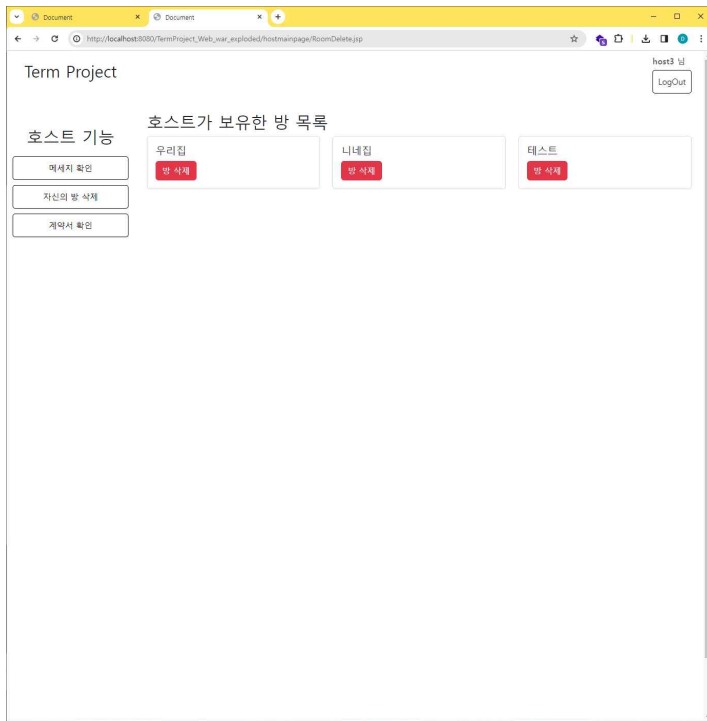 Document
Document
http://localhost:8080/TermProject_Web_war_exploded/hostmainpage/RoomDelete.jsp
host3 님
Term Project
LogOut
호스트 기능
메세지 확인
자신의 방 삭제
계약서 확인
호스트가 보유한 방 목록
우리집
방 삭제
니네집
방 삭제
테스트
방 삭제